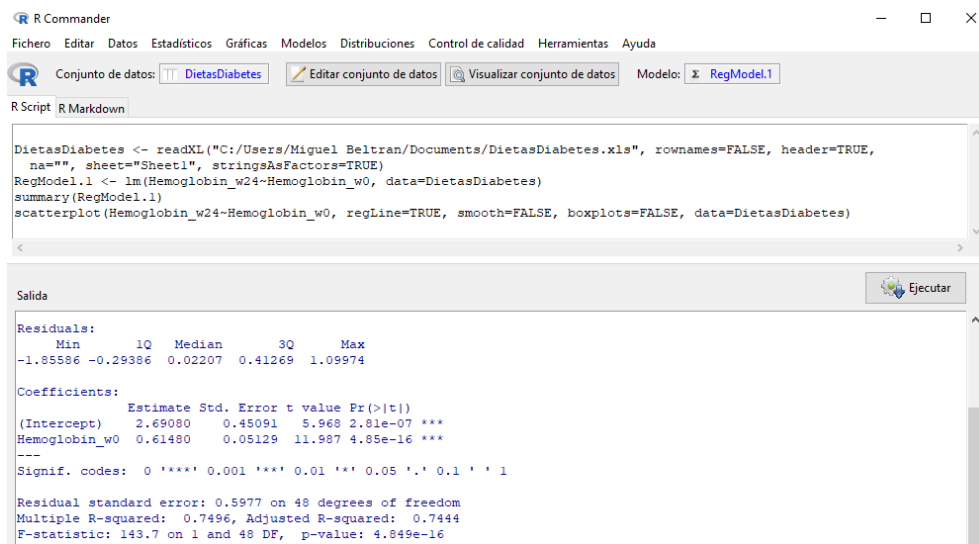 R Commander
Fichero Editar Datos Estadísticos Gráficas Modelos Distribuciones Control de calidad Herramientas Ayuda
Conjunto de datos: DietasDiabetes Editar conjunto de datos Visualizar conjunto de datos Modelo: Σ RegModel.1
R Script R Markdown
DietasDiabetes <- readXL("C:/Users/Miguel Beltran/Documents/DietasDiabetes.xls", rownames=FALSE, header=TRUE,
  na="", sheet="Sheet1", stringsAsFactors=TRUE)
RegModel.1 <- lm(Hemoglobin_w24~Hemoglobin_w0, data=DietasDiabetes)
summary(RegModel.1)
scatterplot(Hemoglobin_w24~Hemoglobin_w0, regLine=TRUE, smooth=FALSE, boxplots=FALSE, data=DietasDiabetes)
Salida
Ejecutar
Residuals:
     Min       1Q   Median       3Q      Max
-1.85586 -0.29386  0.02207  0.41269  1.09974
Coefficients:
              Estimate Std. Error t value Pr(>|t|)
(Intercept)    2.69080    0.45091   5.968 2.81e-07 ***
Hemoglobin_w0  0.61480    0.05129  11.987 4.85e-16 ***
---
Signif. codes:  0 '***' 0.001 '**' 0.01 '*' 0.05 '.' 0.1 ' ' 1
Residual standard error: 0.5977 on 48 degrees of freedom
Multiple R-squared:  0.7496, Adjusted R-squared:  0.7444
F-statistic: 143.7 on 1 and 48 DF,  p-value: 4.849e-16